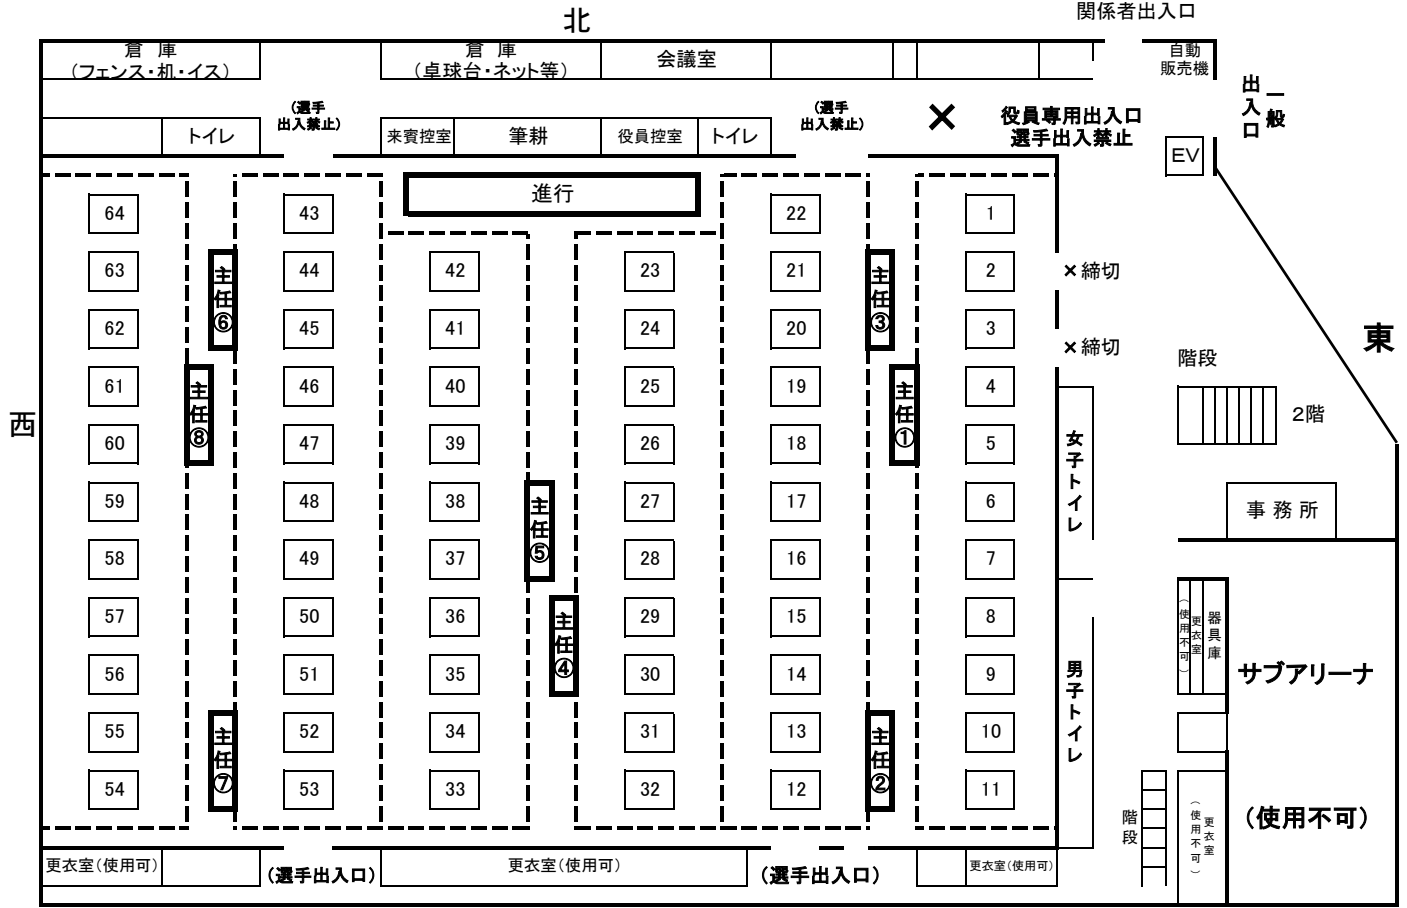 関係者出入口
北
倉 庫
(フェンス・机・イス)
倉 庫
(卓球台・ネット等)
会議室
自動
販売機
一般
出入口
トイレ
(選手
出入禁止)
来賓控室
筆耕
役員控室
トイレ
(選手
出入禁止)
×
役員専用出入口
選手出入禁止
EV
進行
64
43
22
1
63
44
42
23
21
2
×締切
62
45
41
24
20
3
×締切
61
46
40
25
19
4
60
47
39
26
18
5
59
48
38
27
17
6
58
49
37
28
16
7
57
50
36
29
15
8
56
51
35
30
14
9
55
52
34
31
13
10
54
53
33
32
12
11
主任⑥
主任⑧
主任⑦
主任⑤
主任④
主任③
主任①
主任②
西
東
階段
2階
女子トイレ
事 務 所
男子トイレ
器具庫
更衣室
(使用不可)
サブアリーナ
(使用不可)
階段
更衣室
(使用不可)
更衣室(使用可)
(選手出入口)
更衣室(使用可)
(選手出入口)
更衣室(使用可)